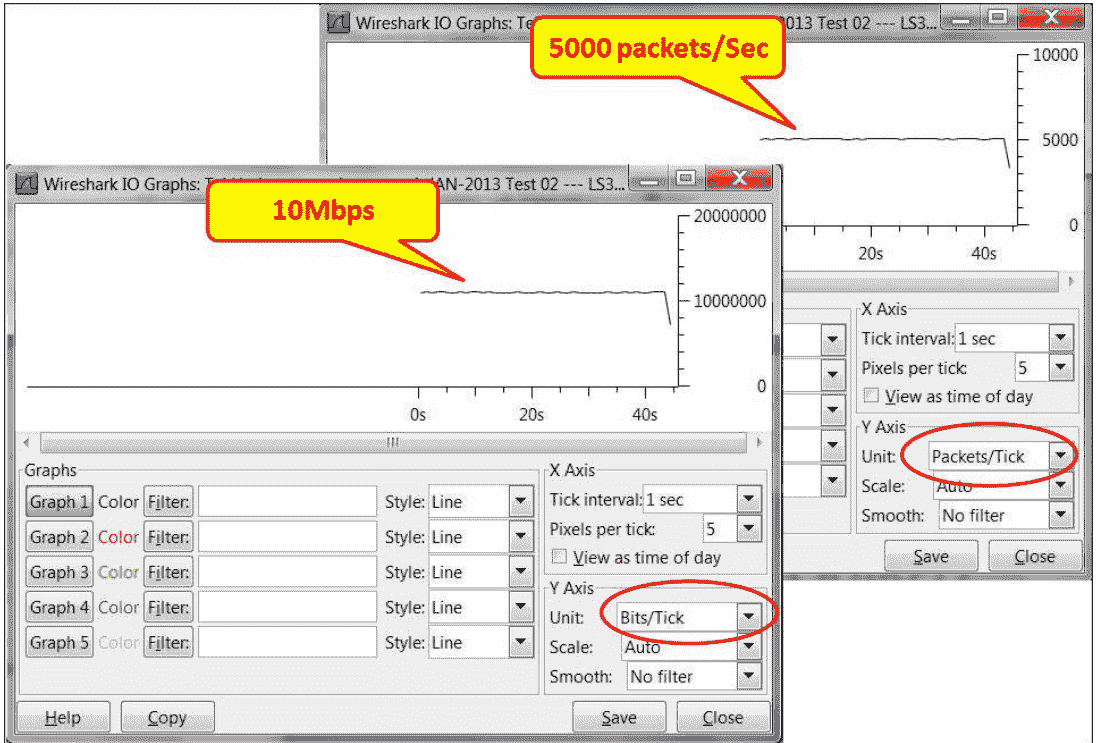 Wireshark IO Graphs: Te 2013 Test 02 --- LS3...
5000 packets/Sec
10000
5000
0
20s 40s
X Axis
Tick interval: 1 sec
Pixels per tick: 5
View as time of day
Y Axis
Unit: Packets/Tick
Scale: Auto
Smooth: No filter
Save Close
Wireshark IO Graphs: AN-2013 Test 02 --- LS3...
10Mbps
20000000
10000000
0
0s 20s 40s
Graphs
Graph 1 Color Filter: Style: Line
Graph 2 Color Filter: Style: Line
Graph 3 Color Filter: Style: Line
Graph 4 Color Filter: Style: Line
Graph 5 Color Filter: Style: Line
X Axis
Tick interval: 1 sec
Pixels per tick: 5
View as time of day
Y Axis
Unit: Bits/Tick
Scale: Auto
Smooth: No filter
Help Copy Save Close